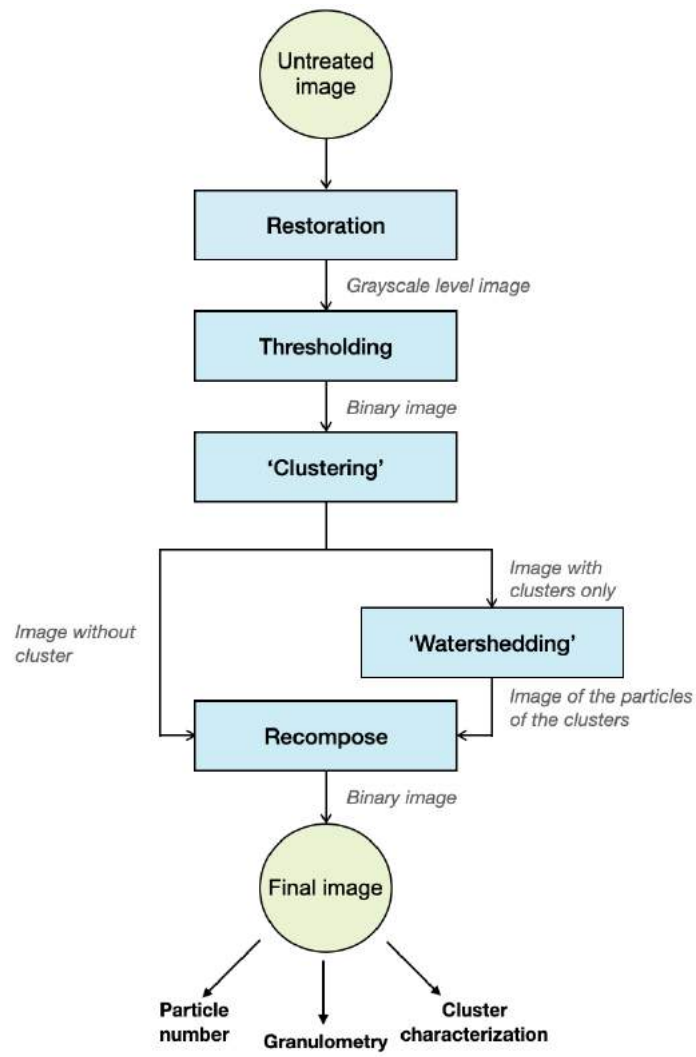 Untreated
image
Restoration
Grayscale level image
Thresholding
Binary image
‘Clustering’
Image with
clusters only
Image without
cluster
‘Watershedding’
Image of the particles
of the clusters
Recompose
Binary image
Final image
Particle
number
Granulometry
Cluster
characterization